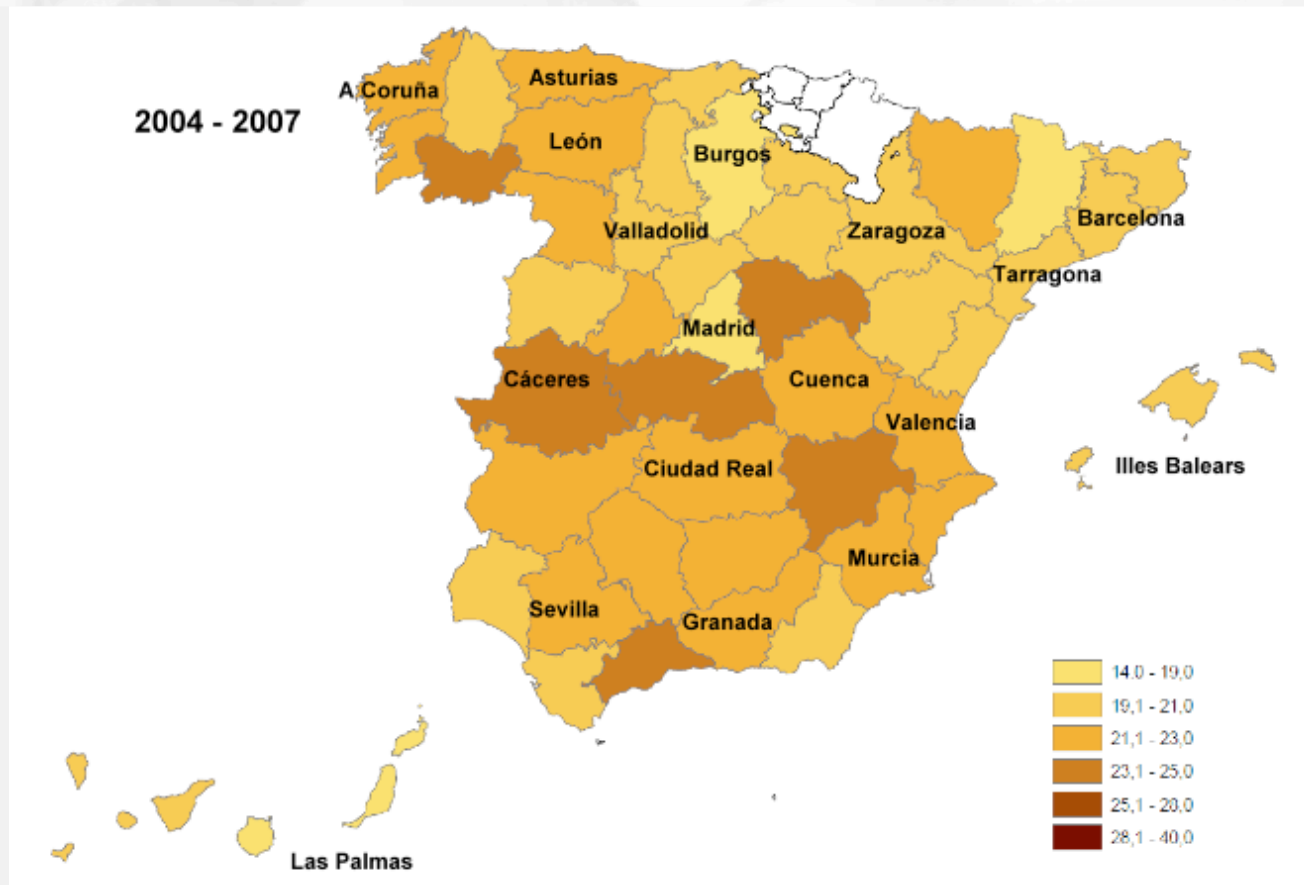 Asturias
A Coruña
2004 - 2007
León
Burgos
Barcelona
Valladolid
Zaragoza
Tarragona
Madrid
Cáceres
Cuenca
Valencia
Ciudad Real
Illes Balears
Murcia
Sevilla
Granada
14.0 - 19,0
19,1 - 21,0
21,1 - 23,0
23,1 - 25,0
25,1 - 28,0
28,1 - 40,0
Las Palmas